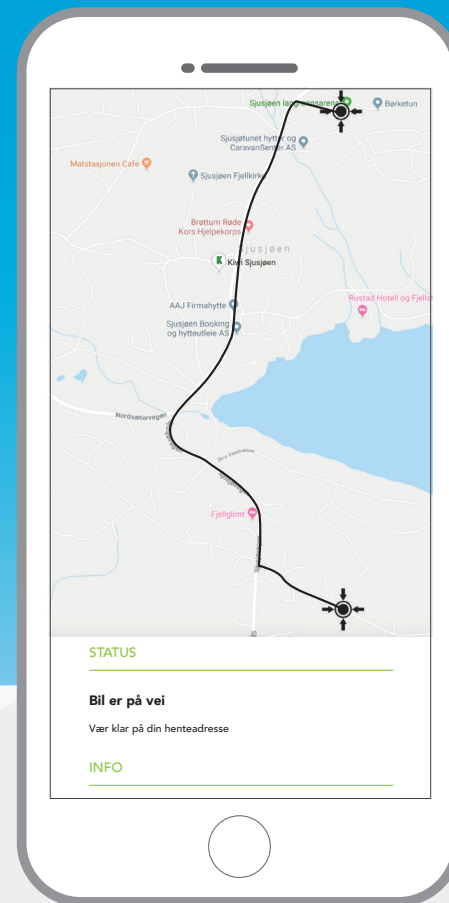 Sjusjøen langrennsarena
Børketun
Sjusjøtunet hytter og
CaravanSenter AS
Matstasjonen Cafe
Sjusjøen Fjellkirke
Brøttum Røde
Kors Hjelpekorps
Sjusjøen
Kiwi Sjusjøen
Rustad Hotell og Fjells
AAJ Firmahytte
Sjusjøen Booking
og hytteutleie AS
Nordsætervegen
Fjellglimt
STATUS
Bil er på vei
Vær klar på din henteadresse
INFO